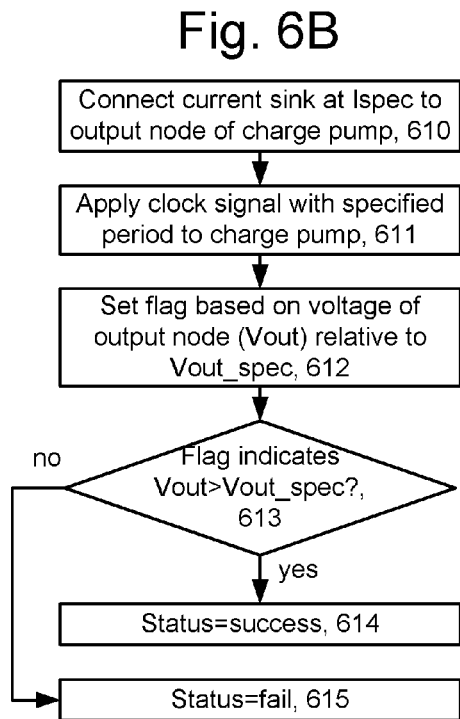 Fig. 6B
Connect current sink at Ispec to
output node of charge pump, 610
Apply clock signal with specified
period to charge pump, 611
Set flag based on voltage of
output node (Vout) relative to
Vout_spec, 612
no
Flag indicates
Vout>Vout_spec?,
613
yes
Status=success, 614
Status=fail, 615